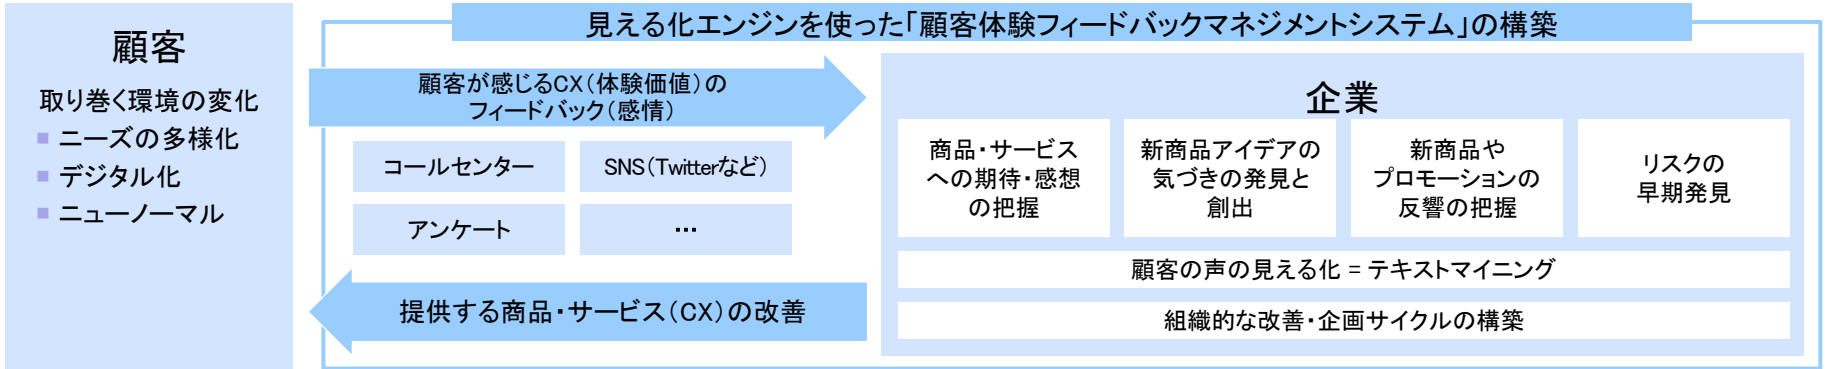 見える化エンジンを使った「顧客体験フィードバックマネジメントシステム」の構築
顧客
取り巻く環境の変化
ニーズの多様化
デジタル化
ニューノーマル
顧客が感じるCX(体験価値)の
フィードバック(感情)
コールセンター
SNS(Twitterなど)
アンケート
…
提供する商品・サービス(CX)の改善
企業
商品・サービス
への期待・感想
の把握
新商品アイデアの
気づきの発見と
創出
新商品や
プロモーションの
反響の把握
リスクの
早期発見
顧客の声の見える化 = テキストマイニング
組織的な改善・企画サイクルの構築